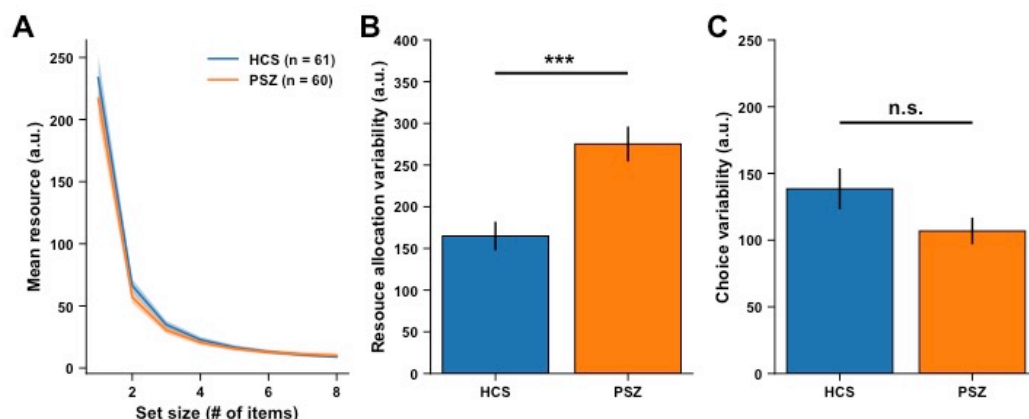 A
Mean resource (a.u.)
250
200
150
100
50
0
2
4
6
8
Set size (# of items)
HCS (n = 61)
PSZ (n = 60)
B
Resouce allocation variability (a.u.)
400
350
300
250
200
150
100
50
0
***
HCS
PSZ
C
Choice variability (a.u.)
250
200
150
100
50
0
n.s.
HCS
PSZ